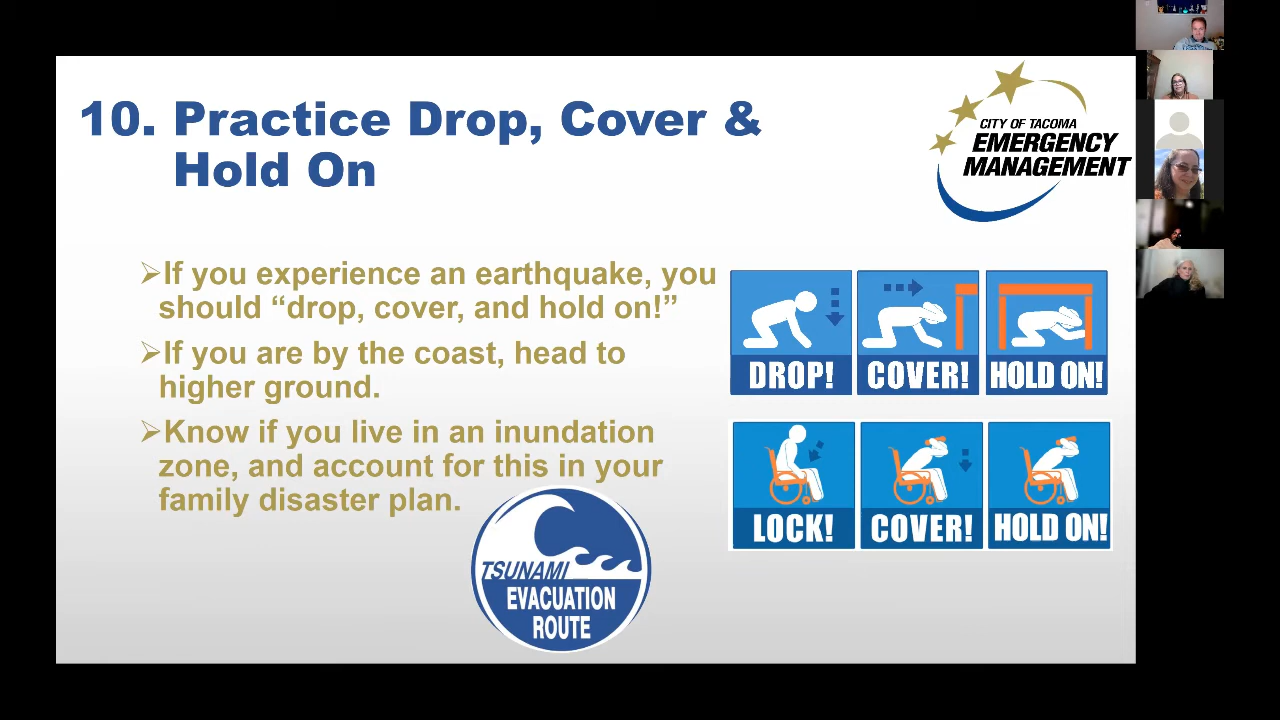 10. Practice Drop, Cover &
Hold On
CITY OF TACOMA
EMERGENCY
MANAGEMENT
➢If you experience an earthquake, you
should “drop, cover, and hold on!”
➢If you are by the coast, head to
higher ground.
➢Know if you live in an inundation
zone, and account for this in your
family disaster plan.
DROP!
COVER!
HOLD ON!
LOCK!
COVER!
HOLD ON!
TSUNAMI
EVACUATION
ROUTE